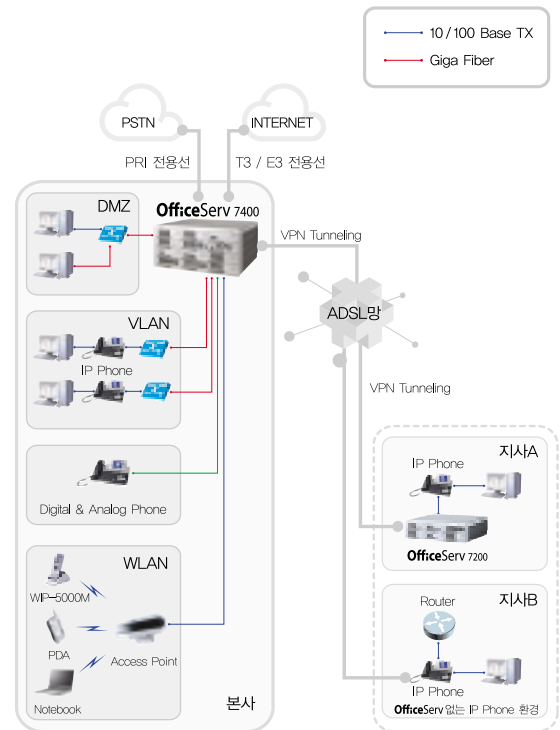 10/100 Base TX
Giga Fiber
PSTN
INTERNET
PRI 전용선
T3 / E3 전용선
DMZ
OfficeServ 7400
VPN Tunneling
ADSL망
VLAN
IP Phone
VPN Tunneling
지사A
IP Phone
OfficeServ 7200
Digital & Analog Phone
WLAN
WIP-5000M
PDA
Access Point
Notebook
본사
지사B
Router
IP Phone
OfficeServ 없는 IP Phone 환경